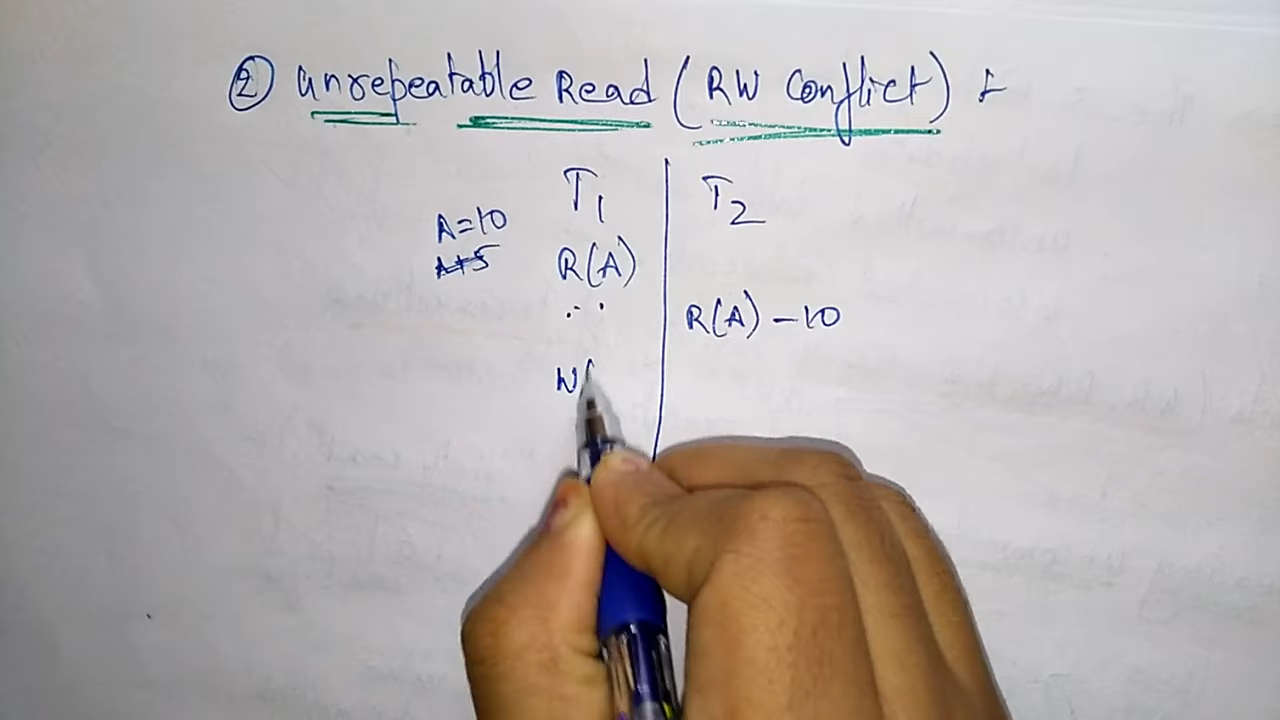 ② unrepeatable Read (RW Conflict) :-
T1 T2
A=10
R(A)
R(A) - 10
W(